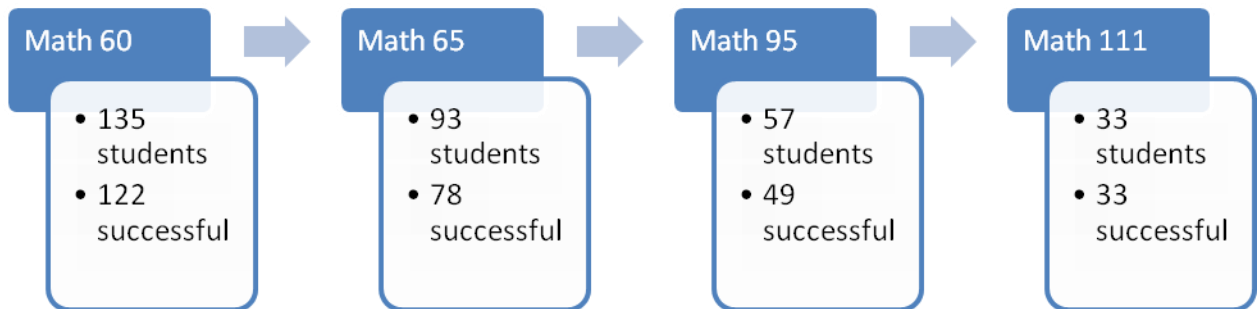 Math 60
• 135
students
• 122
successful
Math 65
• 93
students
• 78
successful
Math 95
• 57
students
• 49
successful
Math 111
• 33
students
• 33
successful